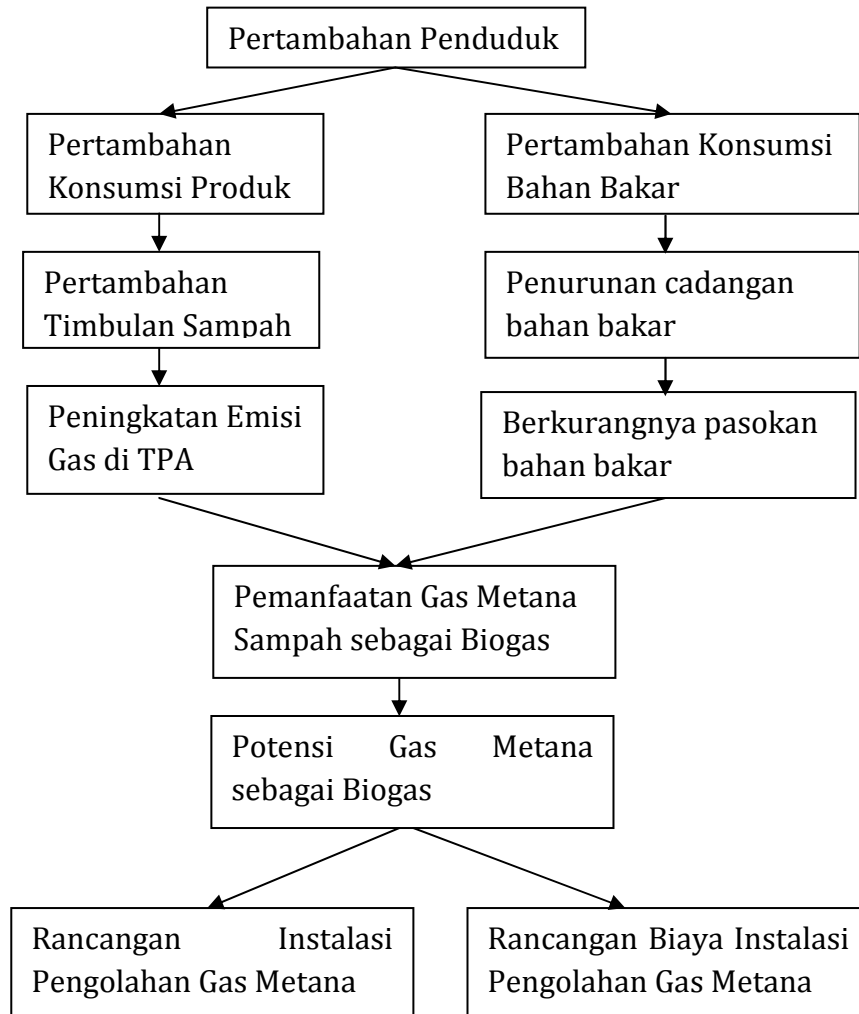 Pertambahan Penduduk
Pertambahan
Konsumsi Produk
Pertambahan Konsumsi
Bahan Bakar
Pertambahan
Timbulan Sampah
Penurunan cadangan
bahan bakar
Peningkatan Emisi
Gas di TPA
Berkurangnya pasokan
bahan bakar
Pemanfaatan Gas Metana
Sampah sebagai Biogas
Potensi Gas Metana
sebagai Biogas
Rancangan Instalasi
Pengolahan Gas Metana
Rancangan Biaya Instalasi
Pengolahan Gas Metana